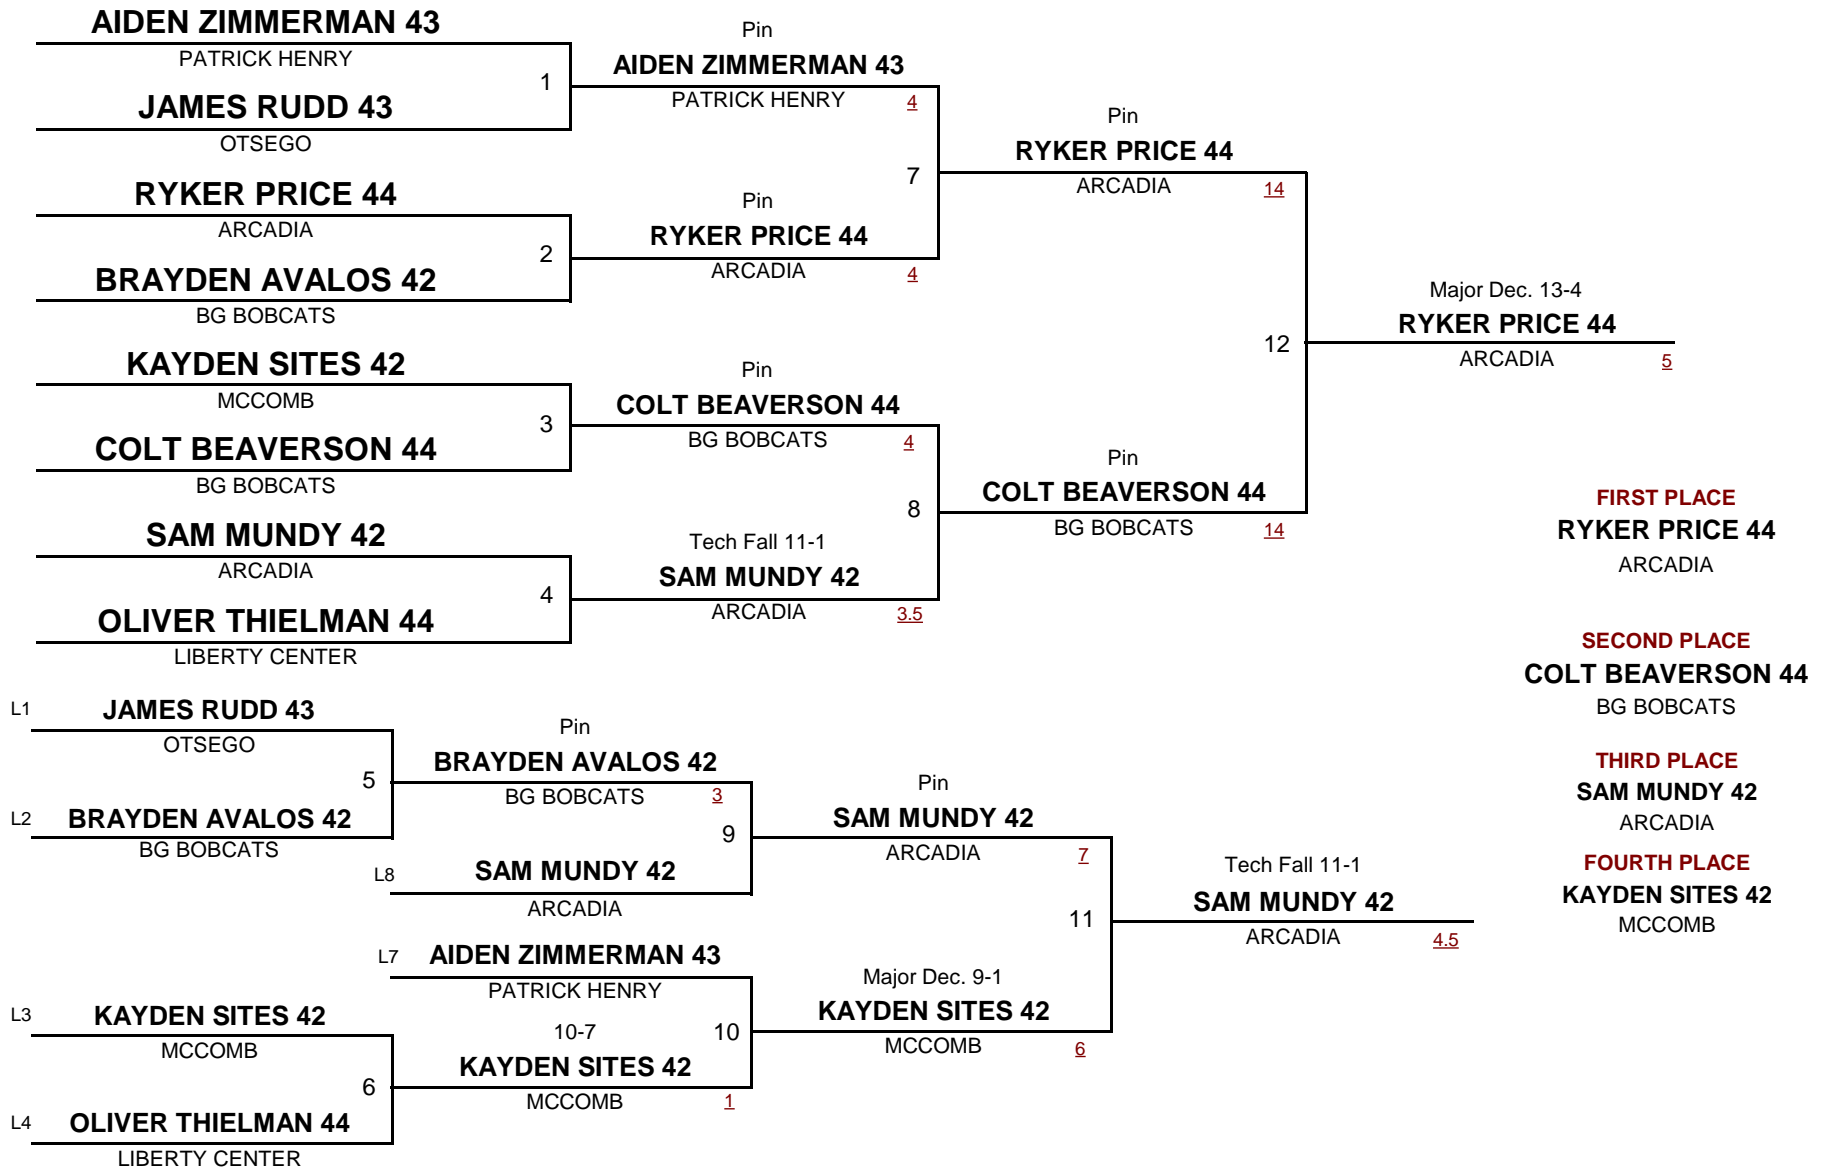 AIDEN ZIMMERMAN 43
PATRICK HENRY
1
JAMES RUDD 43
OTSEGO
RYKER PRICE 44
ARCADIA
2
BRAYDEN AVALOS 42
BG BOBCATS
KAYDEN SITES 42
MCCOMB
3
COLT BEAVERSON 44
BG BOBCATS
SAM MUNDY 42
ARCADIA
4
OLIVER THIELMAN 44
LIBERTY CENTER
Pin
AIDEN ZIMMERMAN 43
PATRICK HENRY 4
7
Pin
RYKER PRICE 44
ARCADIA 4
Pin
COLT BEAVERSON 44
BG BOBCATS 4
8
Tech Fall 11-1
SAM MUNDY 42
ARCADIA 3.5
Pin
RYKER PRICE 44
ARCADIA 14
12
Pin
COLT BEAVERSON 44
BG BOBCATS 14
Major Dec. 13-4
RYKER PRICE 44
ARCADIA 5
FIRST PLACE
RYKER PRICE 44
ARCADIA
SECOND PLACE
COLT BEAVERSON 44
BG BOBCATS
THIRD PLACE
SAM MUNDY 42
ARCADIA
FOURTH PLACE
KAYDEN SITES 42
MCCOMB
L1 JAMES RUDD 43
OTSEGO
5
L2 BRAYDEN AVALOS 42
BG BOBCATS
L3 KAYDEN SITES 42
MCCOMB
6
L4 OLIVER THIELMAN 44
LIBERTY CENTER
Pin
BRAYDEN AVALOS 42
BG BOBCATS 3
9
L8 SAM MUNDY 42
ARCADIA
L7 AIDEN ZIMMERMAN 43
PATRICK HENRY
10-7 10
KAYDEN SITES 42
MCCOMB 1
Pin
SAM MUNDY 42
ARCADIA 7
11
Major Dec. 9-1
KAYDEN SITES 42
MCCOMB 6
Tech Fall 11-1
SAM MUNDY 42
ARCADIA 4.5